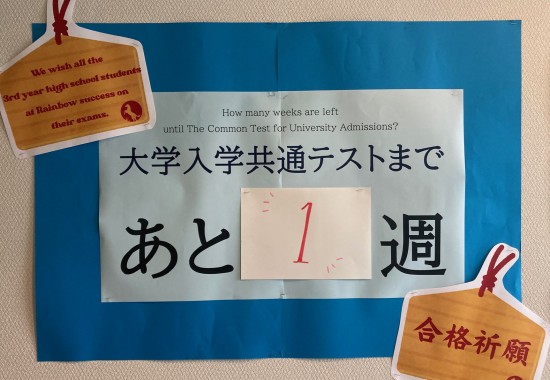 We wish all the
3rd year high school students
at Rainbow success on
their exams.
How many weeks are left
until The Common Test for University Admissions?
大学入学共通テストまで
あと1週
合格祈願